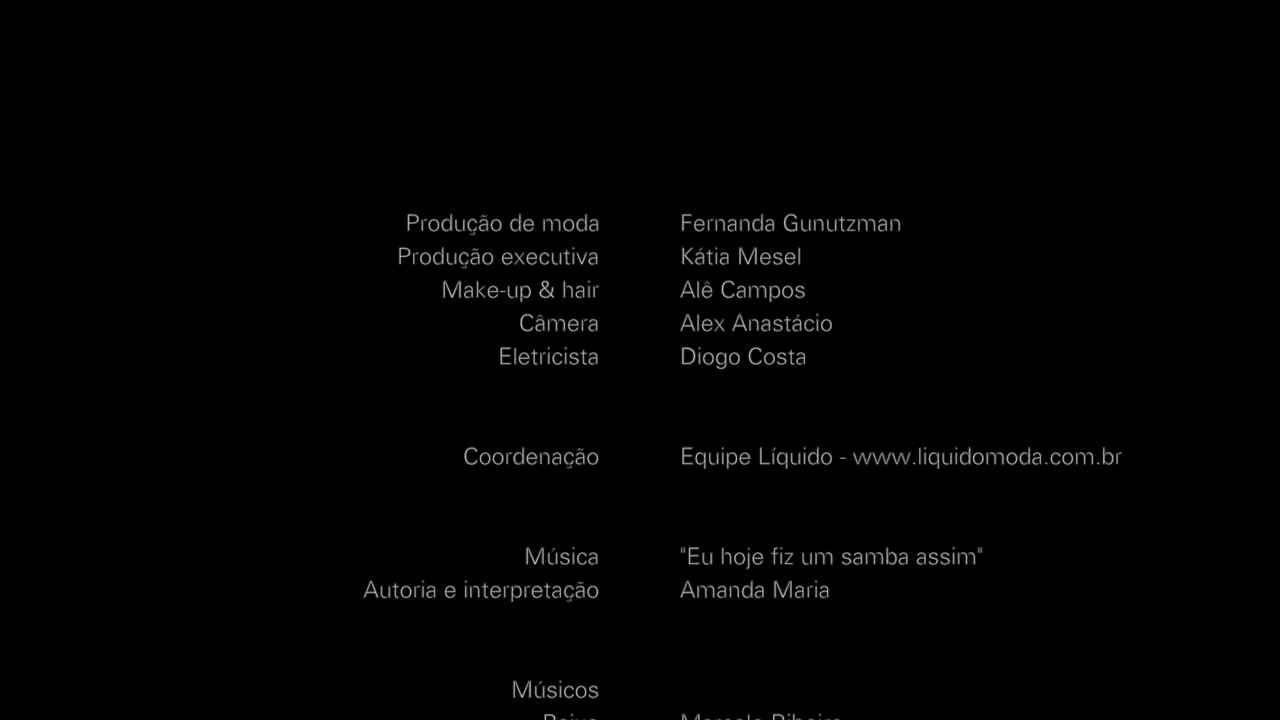 Produção de moda Fernanda Gunutzman
Produção executiva Kátia Mesel
Make-up & hair Alê Campos
Câmera Alex Anastácio
Eletricista Diogo Costa
Coordenação Equipe Líquido - www.liquidomoda.com.br
Música "Eu hoje fiz um samba assim"
Autoria e interpretação Amanda Maria
Músicos